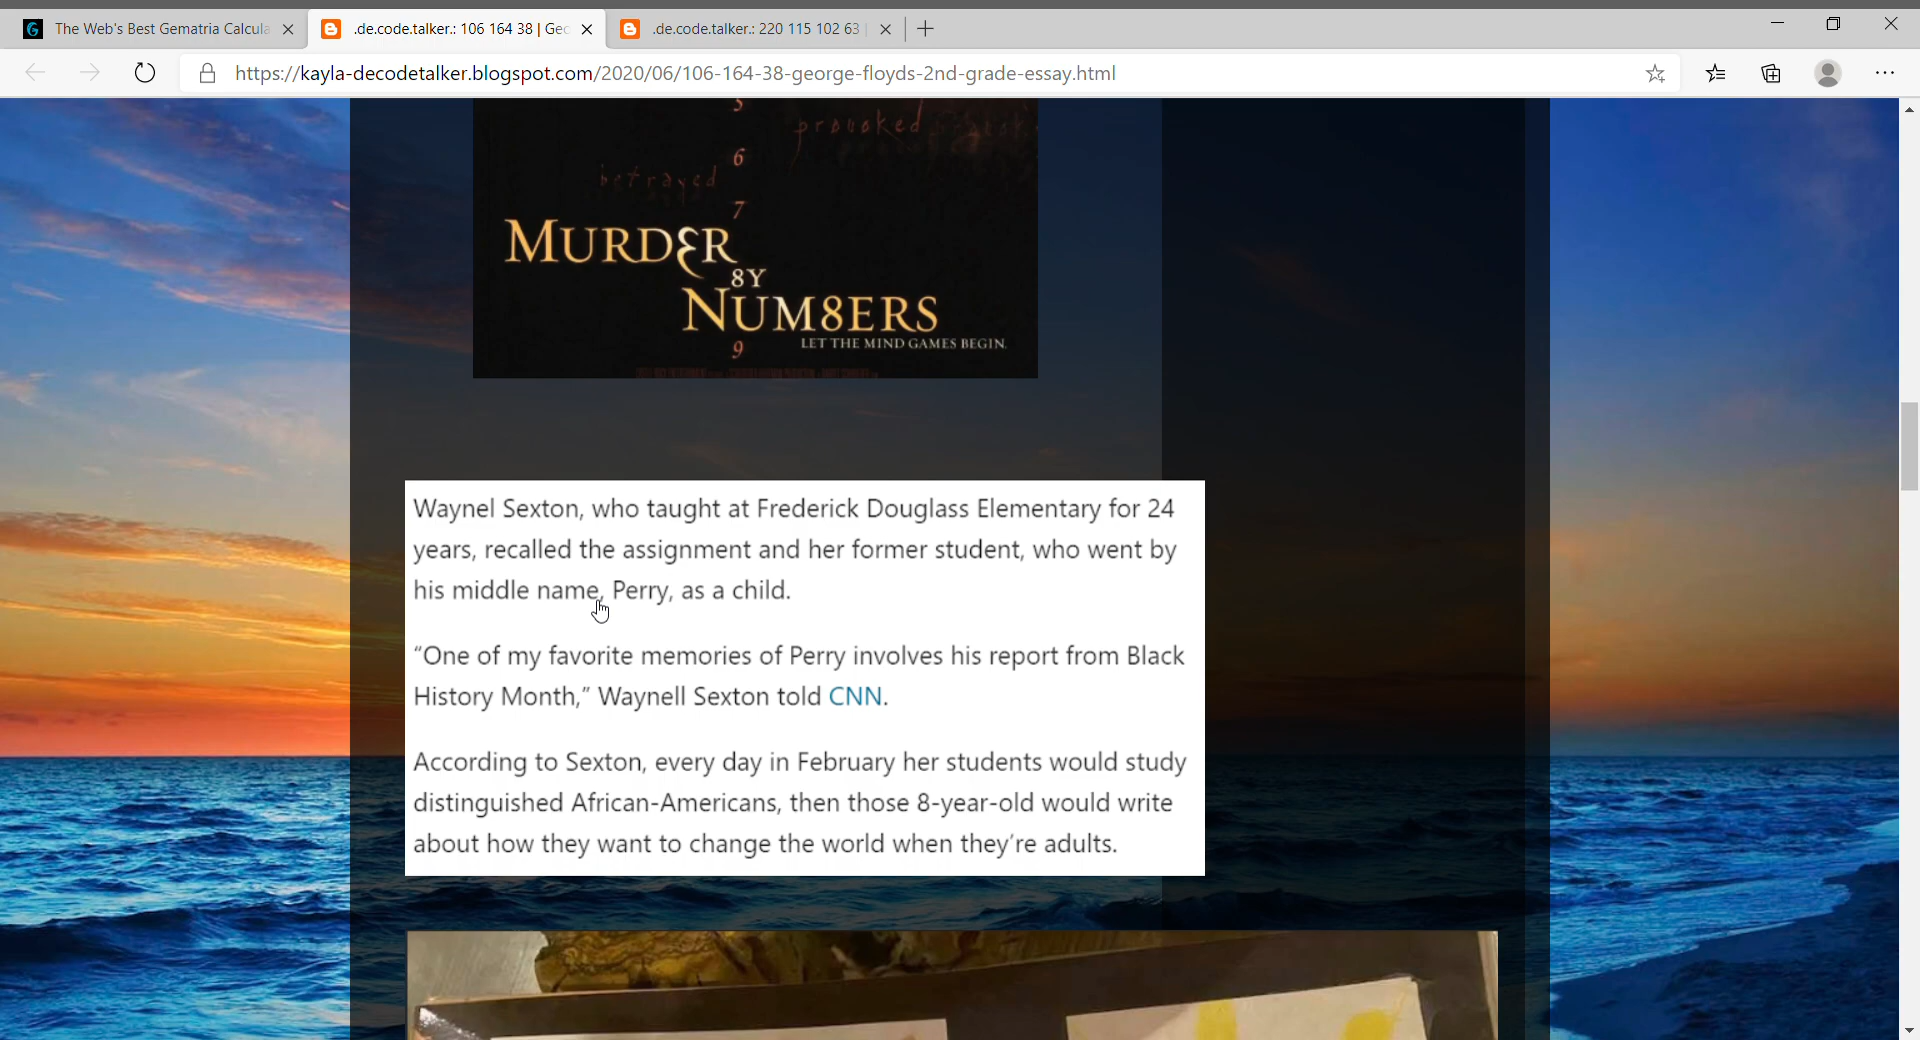 The Web's Best Gematria Calcula
.de.code.talker.: 106 164 38 | Geo
.de.code.talker.: 220 115 102 63 |
https://kayla-decodetalker.blogspot.com/2020/06/106-164-38-george-floyds-2nd-grade-essay.html
5
provoked
6
betrayed
7
MURDER
8Y
NUM8ERS
LET THE MIND GAMES BEGIN.
9
Waynel Sexton, who taught at Frederick Douglass Elementary for 24
years, recalled the assignment and her former student, who went by
his middle name, Perry, as a child.
“One of my favorite memories of Perry involves his report from Black
History Month,” Waynell Sexton told CNN.
According to Sexton, every day in February her students would study
distinguished African-Americans, then those 8-year-old would write
about how they want to change the world when they’re adults.